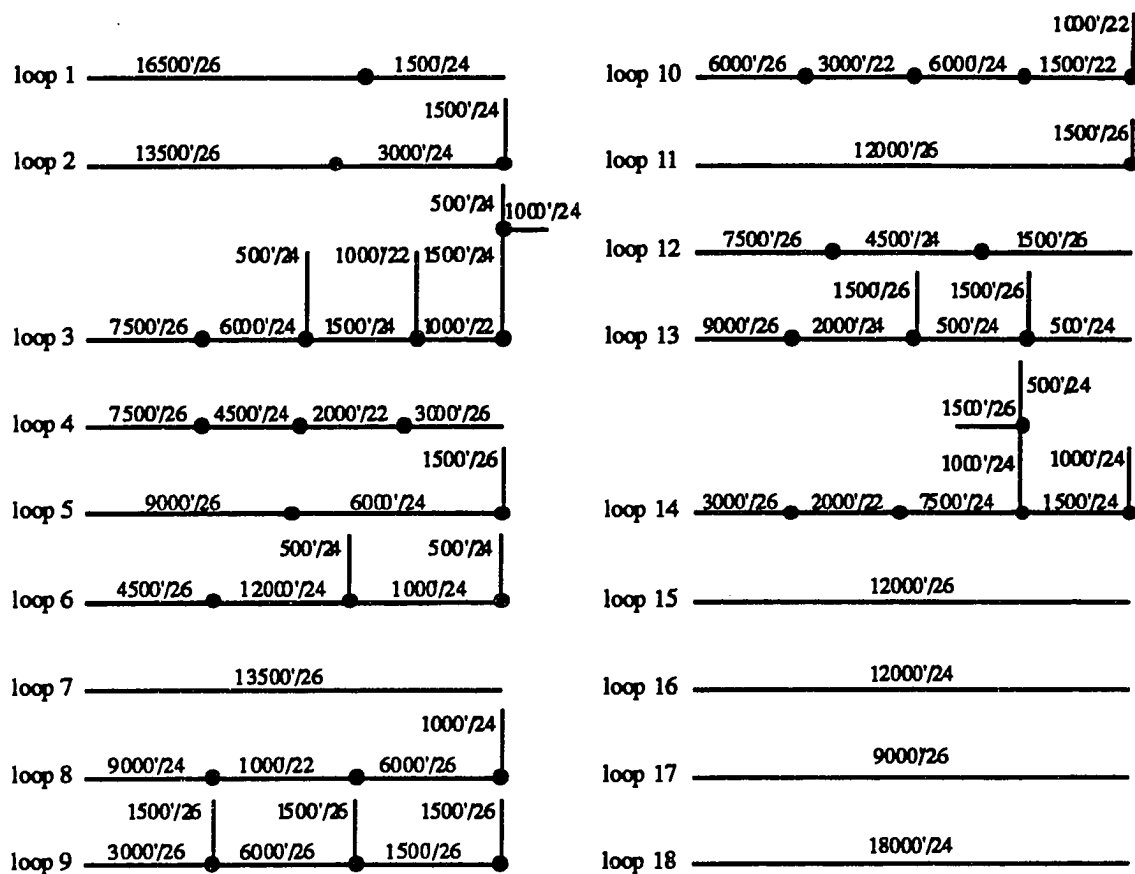 loop 1 16500'/26 1500'/24
1500'/24
loop 2 13500'/26 3000'/24
500'/24 1000'/24
500'/24 1000'/22 1500'/24
loop 3 7500'/26 6000'/24 1500'/24 1000'/22
loop 4 7500'/26 4500'/24 2000'/22 3000'/26
1500'/26
loop 5 9000'/26 6000'/24
500'/24 500'/24
loop 6 4500'/26 12000'/24 1000'/24
loop 7 13500'/26
1000'/24
loop 8 9000'/24 1000'/22 6000'/26
1500'/26 1500'/26 1500'/26
loop 9 3000'/26 6000'/26 1500'/26
1000'/22
loop 10 6000'/26 3000'/22 6000'/24 1500'/22
1500'/26
loop 11 12000'/26
loop 12 7500'/26 4500'/24 1500'/26
1500'/26 1500'/26
loop 13 9000'/26 2000'/24 500'/24 500'/24
500'/24
1500'/26
1000'/24 1000'/24
loop 14 3000'/26 2000'/22 7500'/24 1500'/24
loop 15 12000'/26
loop 16 12000'/24
loop 17 9000'/26
loop 18 18000'/24